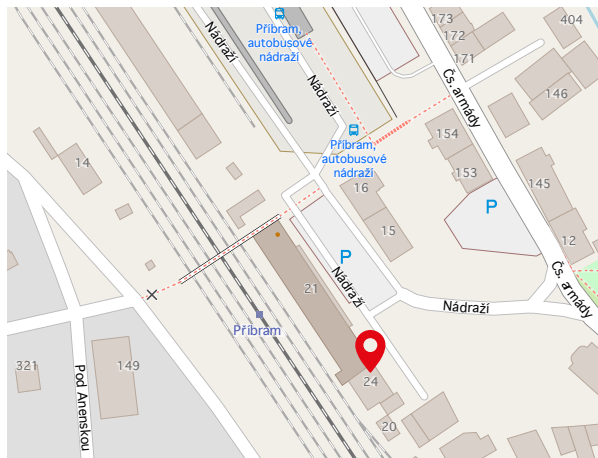 173
404
Příbram,
autobusové
nádraží
Nádraží
172
171
Nádraží
Čs. armády
146
154
Příbram,
autobusové
nádraží
14
153
16
145
P
15
12
P
21
Nádraží
Čs. armády
Nádraží
Příbram
321
149
Pod Anenskou
24
20